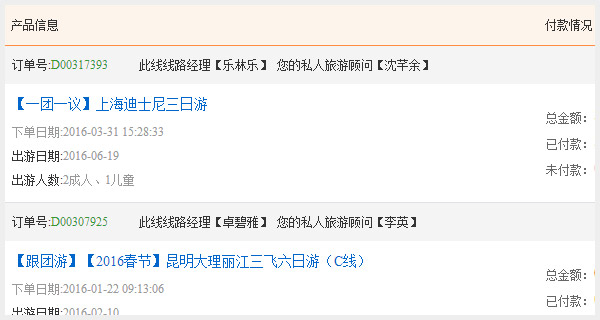 产品信息 付款情况
订单号:D00317393 此线线路经理【乐林乐】 您的私人旅游顾问【沈芊余】
【一团一议】上海迪士尼三日游
总金额：
下单日期:2016-03-31 15:28:33
已付款：
出游日期:2016-06-19
未付款：
出游人数:2成人、1儿童
订单号:D00307925 此线线路经理【卓碧雅】 您的私人旅游顾问【李英】
【跟团游】【2016春节】昆明大理丽江三飞六日游（C线）
总金额：
下单日期:2016-01-22 09:13:06
已付款：
出游日期:2016-02-10